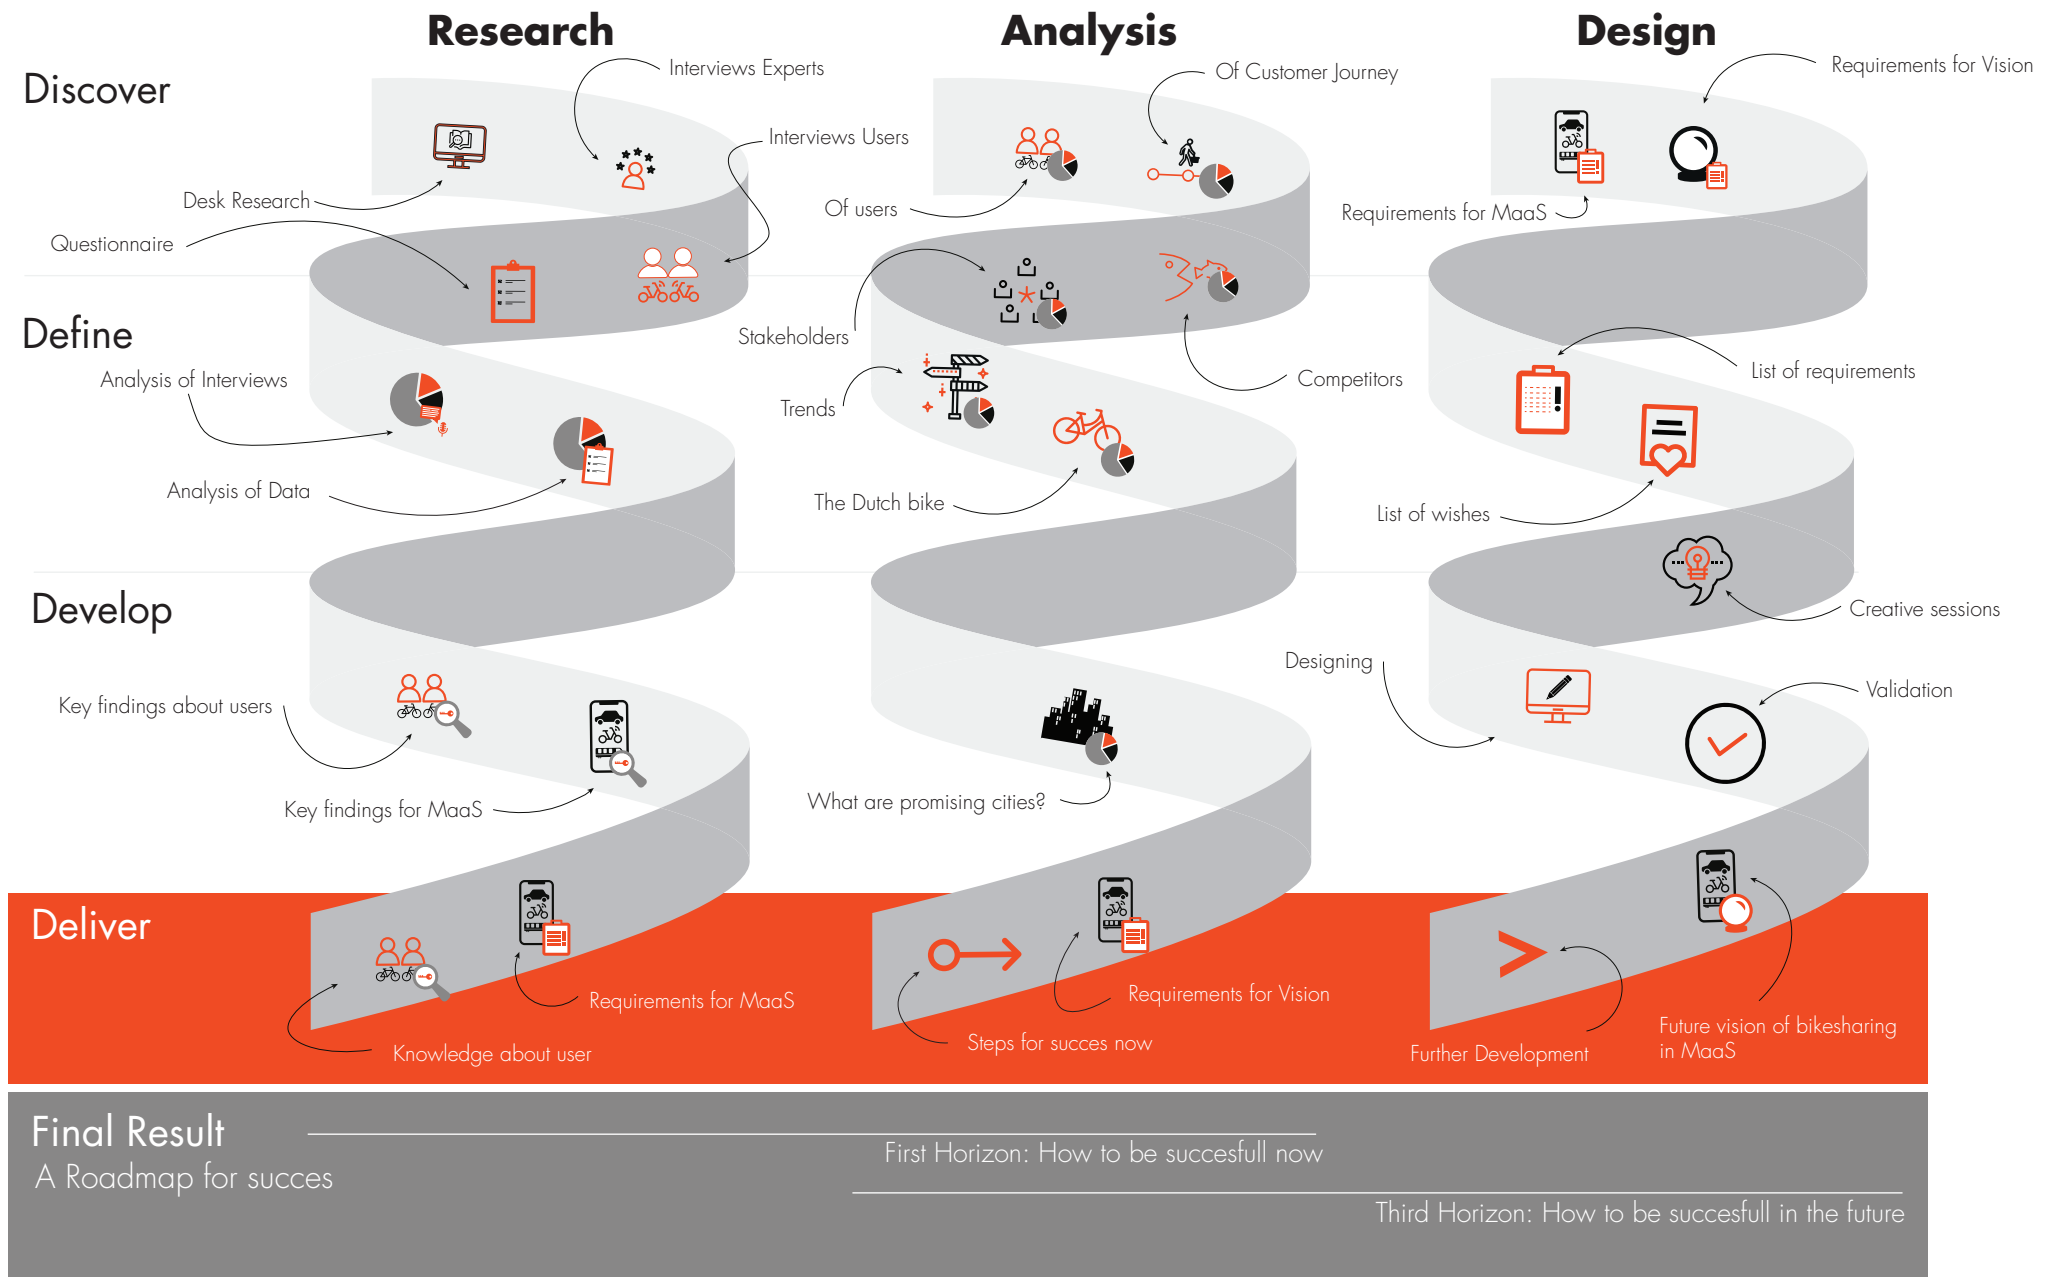 Research
Analysis
Design
Discover
Interviews Experts
Of Customer Journey
Requirements for Vision
Interviews Users
Desk Research
Of users
Requirements for MaaS
Questionnaire
Define
Stakeholders
Analysis of Interviews
Trends
Competitors
List of requirements
Analysis of Data
The Dutch bike
List of wishes
Develop
Creative sessions
Designing
Key findings about users
Validation
Key findings for MaaS
What are promising cities?
Deliver
Requirements for MaaS
Requirements for Vision
Knowledge about user
Steps for succes now
Further Development
Future vision of bikesharing
in MaaS
Final Result
A Roadmap for succes
First Horizon: How to be succesfull now
Third Horizon: How to be succesfull in the future